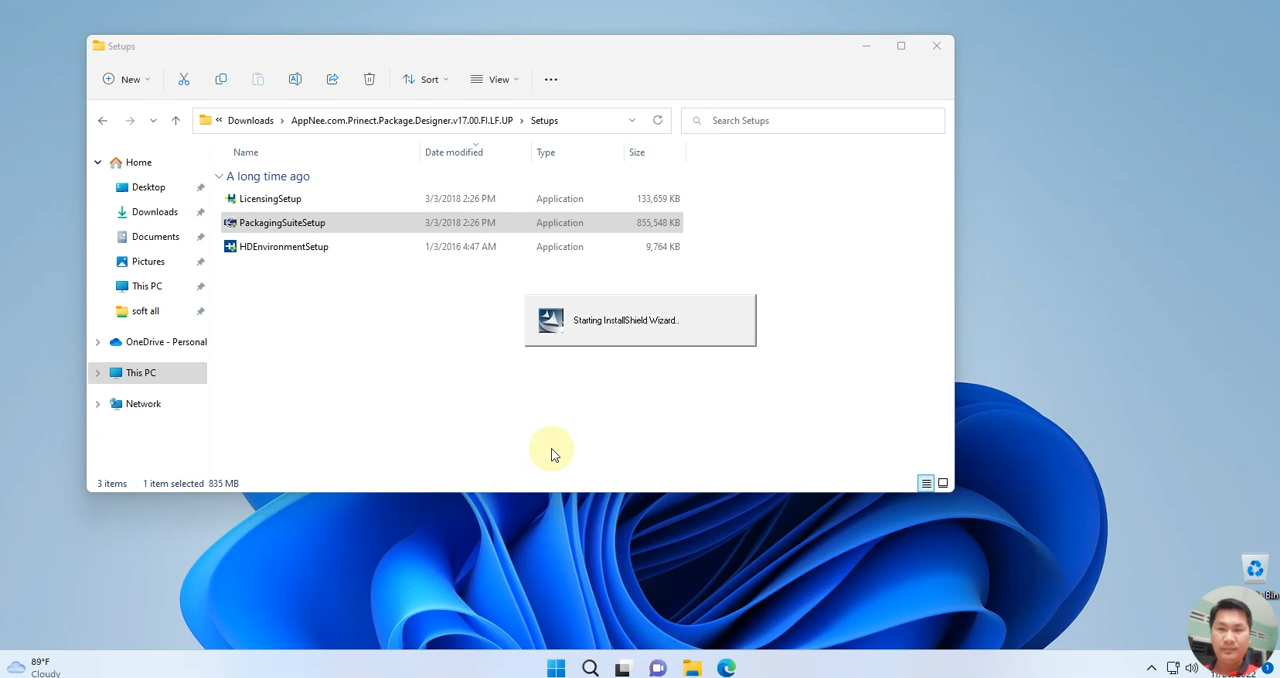 Setups
New
Sort
View
« Downloads > AppNee.com.Prinect.Package.Designer.v17.00.FI.LF.UP > Setups
Search Setups
Name Date modified Type Size
A long time ago
LicensingSetup 3/3/2018 2:26 PM Application 133,659 KB
PackagingSuiteSetup 3/3/2018 2:26 PM Application 855,548 KB
HDEnvironmentSetup 1/3/2016 4:47 AM Application 9,764 KB
Home
Desktop
Downloads
Documents
Pictures
This PC
soft all
OneDrive - Personal
This PC
Network
Starting InstallShield Wizard..
3 items 1 item selected 835 MB
89°F
Cloudy
1